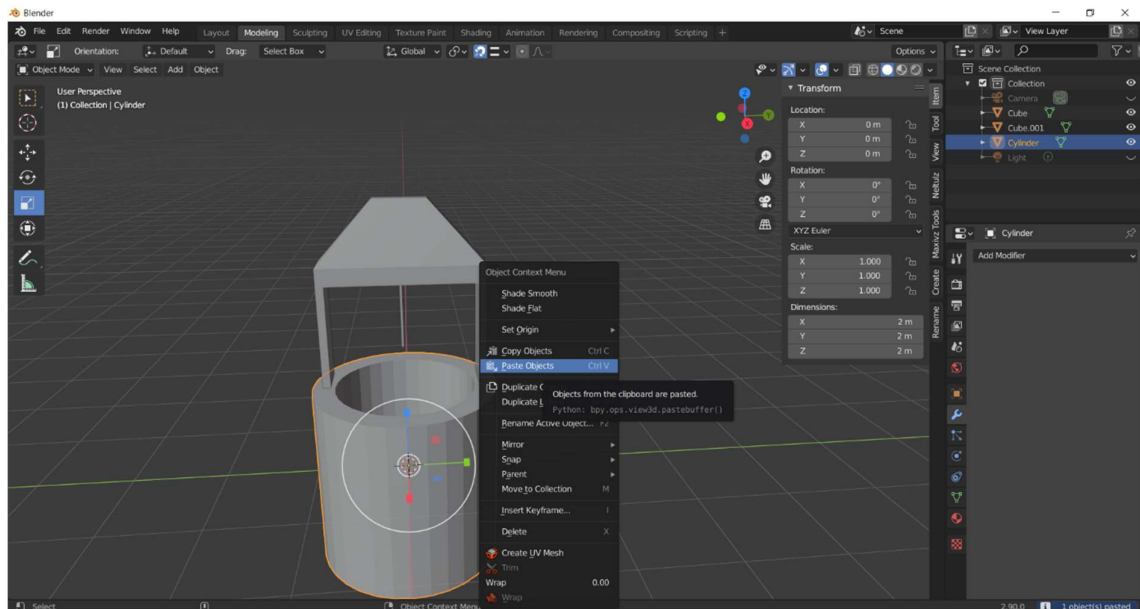 Blender
File Edit Render Window Help Layout Modeling Sculpting UV Editing Texture Paint Shading Animation Rendering Compositing Scripting + Scene View Layer
Orientation: Default Drag: Select Box Global Options
Object Mode View Select Add Object
User Perspective
(1) Collection | Cylinder
Object Context Menu
Shade Smooth
Shade Flat
Set Origin
Copy Objects Ctrl C
Paste Objects Ctrl V
Duplicate
Duplicate
Objects from the clipboard are pasted.
Python: bpy.ops.view3d.pastebuffer()
Rename Active Object... F2
Mirror
Snap
Parent
Move to Collection M
Insert Keyframe... I
Delete X
Create UV Mesh
Trim
Wrap 0.00
Wrap
Transform
Location:
X 0 m
Y 0 m
Z 0 m
Rotation:
X 0°
Y 0°
Z 0°
XYZ Euler
Scale:
X 1.000
Y 1.000
Z 1.000
Dimensions:
X 2 m
Y 2 m
Z 2 m
Item
Tool
View
Neltulz
Maxivz Tools
Create
Rename
Scene Collection
Collection
Camera
Cube
Cube.001
Cylinder
Light
Cylinder
Add Modifier
Select
Object Context Menu
2.90.0 1 object(s) pasted